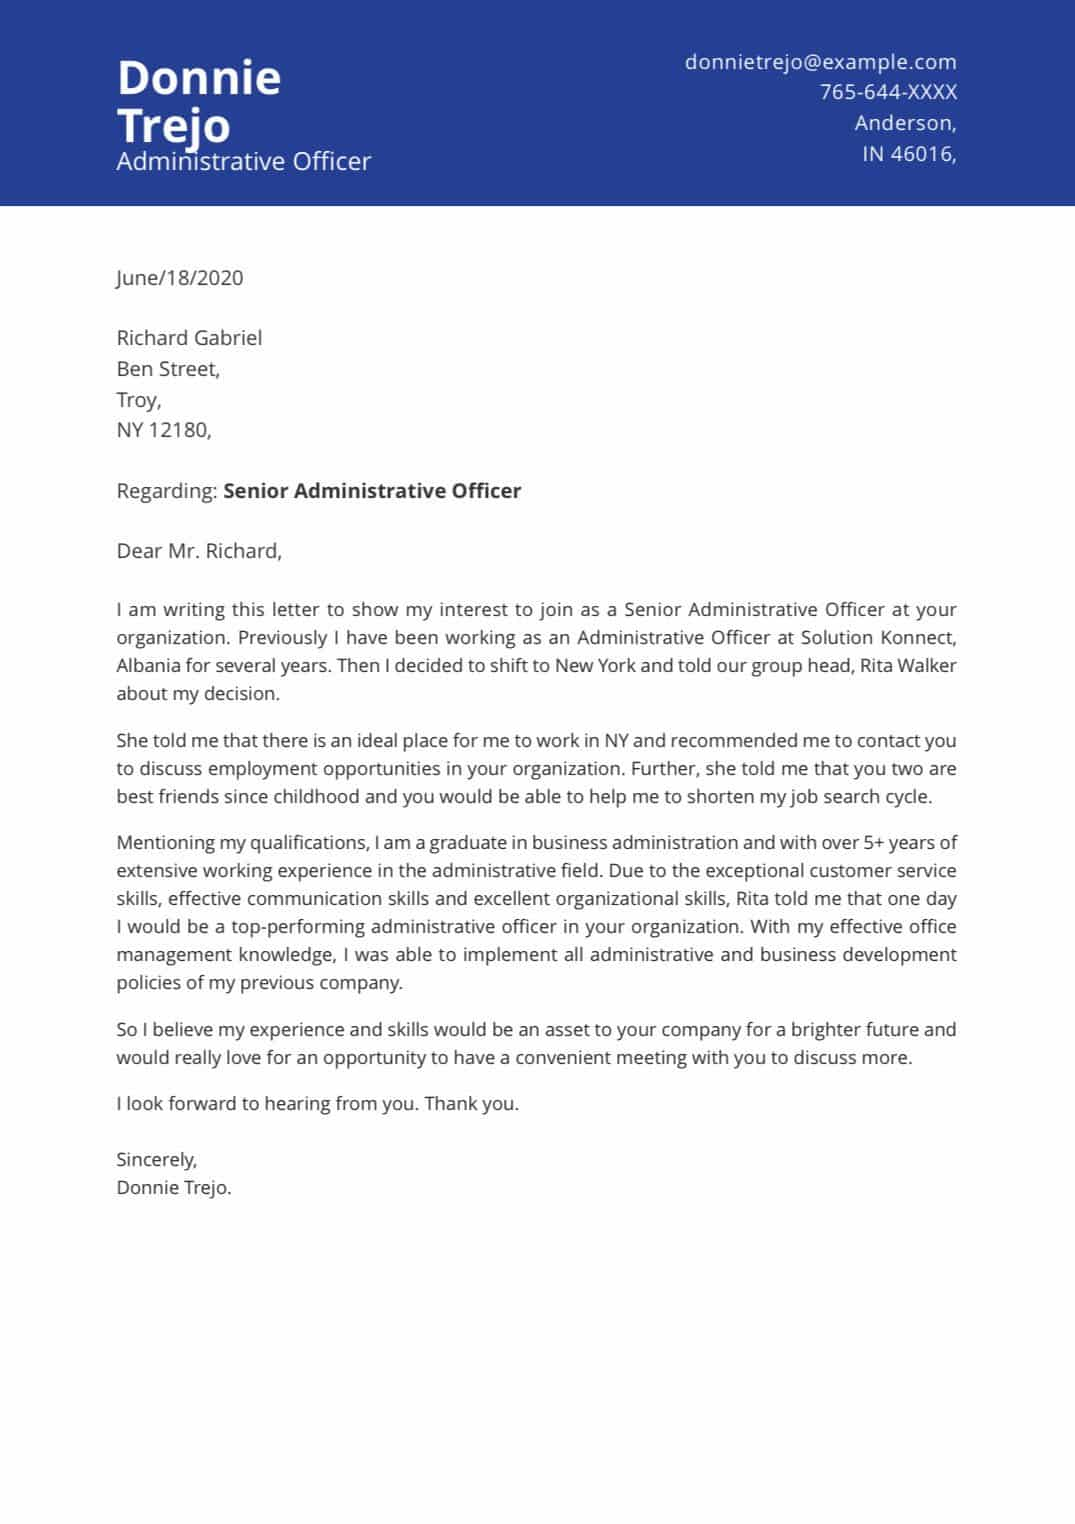 Donnie
Trejo
Administrative Officer
donnietrejo@example.com
765-644-XXXX
Anderson,
IN 46016,
June/18/2020
Richard Gabriel
Ben Street,
Troy,
NY 12180,
Regarding: Senior Administrative Officer
Dear Mr. Richard,
I am writing this letter to show my interest to join as a Senior Administrative Officer at your
organization. Previously I have been working as an Administrative Officer at Solution Konnect,
Albania for several years. Then I decided to shift to New York and told our group head, Rita Walker
about my decision.
She told me that there is an ideal place for me to work in NY and recommended me to contact you
to discuss employment opportunities in your organization. Further, she told me that you two are
best friends since childhood and you would be able to help me to shorten my job search cycle.
Mentioning my qualifications, I am a graduate in business administration and with over 5+ years of
extensive working experience in the administrative field. Due to the exceptional customer service
skills, effective communication skills and excellent organizational skills, Rita told me that one day
I would be a top-performing administrative officer in your organization. With my effective office
management knowledge, I was able to implement all administrative and business development
policies of my previous company.
So I believe my experience and skills would be an asset to your company for a brighter future and
would really love for an opportunity to have a convenient meeting with you to discuss more.
I look forward to hearing from you. Thank you.
Sincerely,
Donnie Trejo.